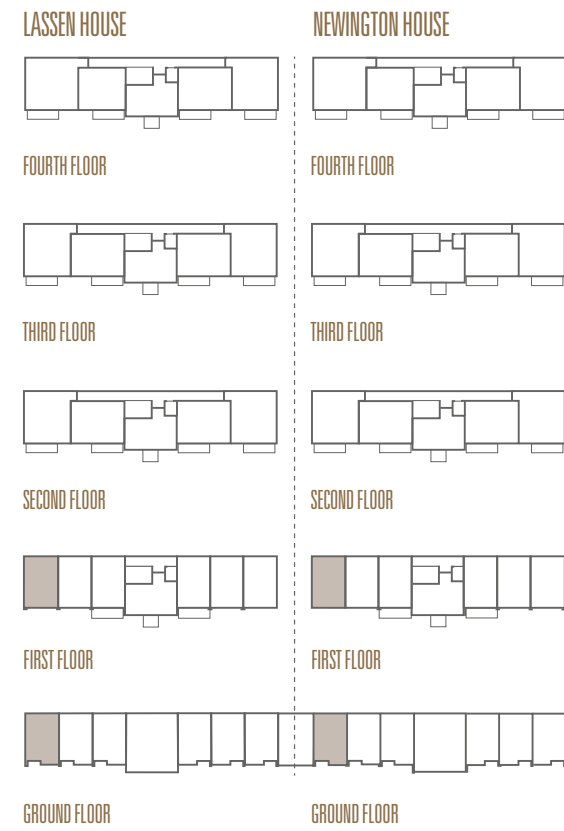 LASSEN HOUSE
NEWINGTON HOUSE
FOURTH FLOOR
FOURTH FLOOR
THIRD FLOOR
THIRD FLOOR
SECOND FLOOR
SECOND FLOOR
FIRST FLOOR
FIRST FLOOR
GROUND FLOOR
GROUND FLOOR